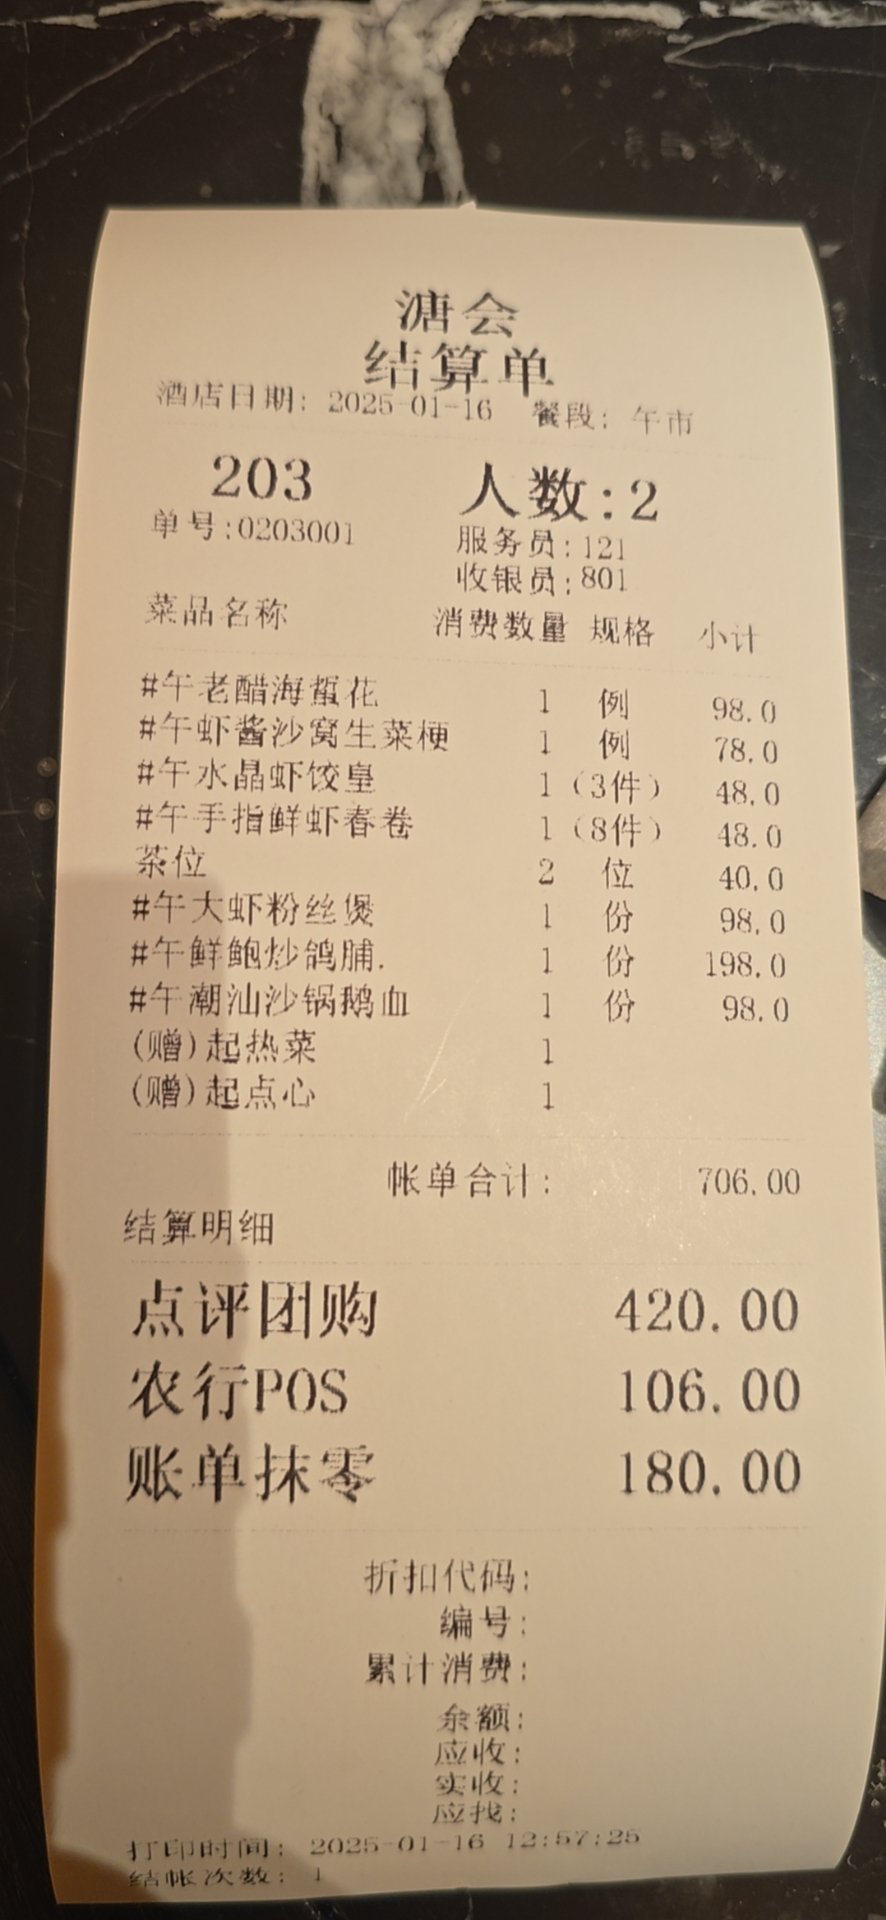 溏会
结算单
酒店日期: 2025-01-16 餐段: 午市
203 人数:2
单号:0203001 服务员:121
收银员:801
菜品名称 消费数量 规格 小计
#午老醋海蜇花 1 例 98.0
#午虾酱沙窝生菜梗 1 例 78.0
#午水晶虾饺皇 1 (3件) 48.0
#午手指鲜虾春卷 1 (8件) 48.0
茶位 2 位 40.0
#午大虾粉丝煲 1 份 98.0
#午鲜鲍炒鸽脯. 1 份 198.0
#午潮汕沙锅鹅血 1 份 98.0
(赠)起热菜 1
(赠)起点心 1
帐单合计: 706.00
结算明细
点评团购 420.00
农行POS 106.00
账单抹零 180.00
折扣代码:
编号:
累计消费:
余额:
应收:
实收:
应找:
打印时间: 2025-01-16 12:57:25
结帐次数: 1